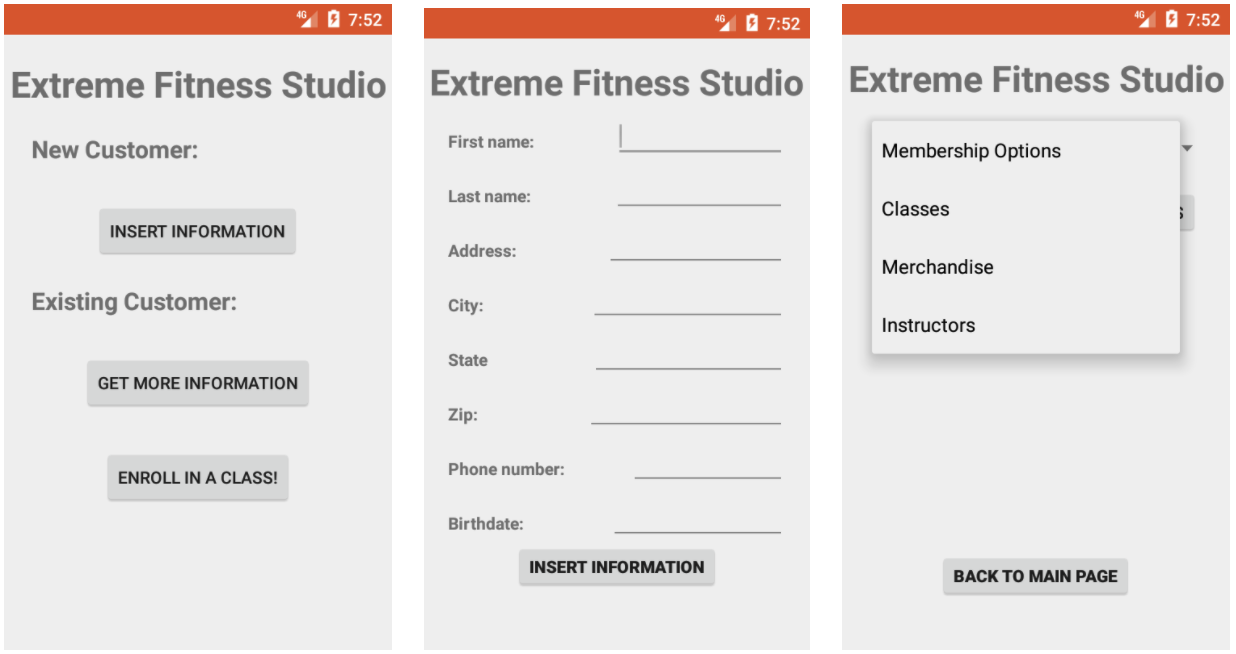 4G 7:52
Extreme Fitness Studio
New Customer:
INSERT INFORMATION
Existing Customer:
GET MORE INFORMATION
ENROLL IN A CLASS!
4G 7:52
Extreme Fitness Studio
First name:
Last name:
Address:
City:
State
Zip:
Phone number:
Birthdate:
INSERT INFORMATION
4G 7:52
Extreme Fitness Studio
Membership Options
Classes
Merchandise
Instructors
BACK TO MAIN PAGE